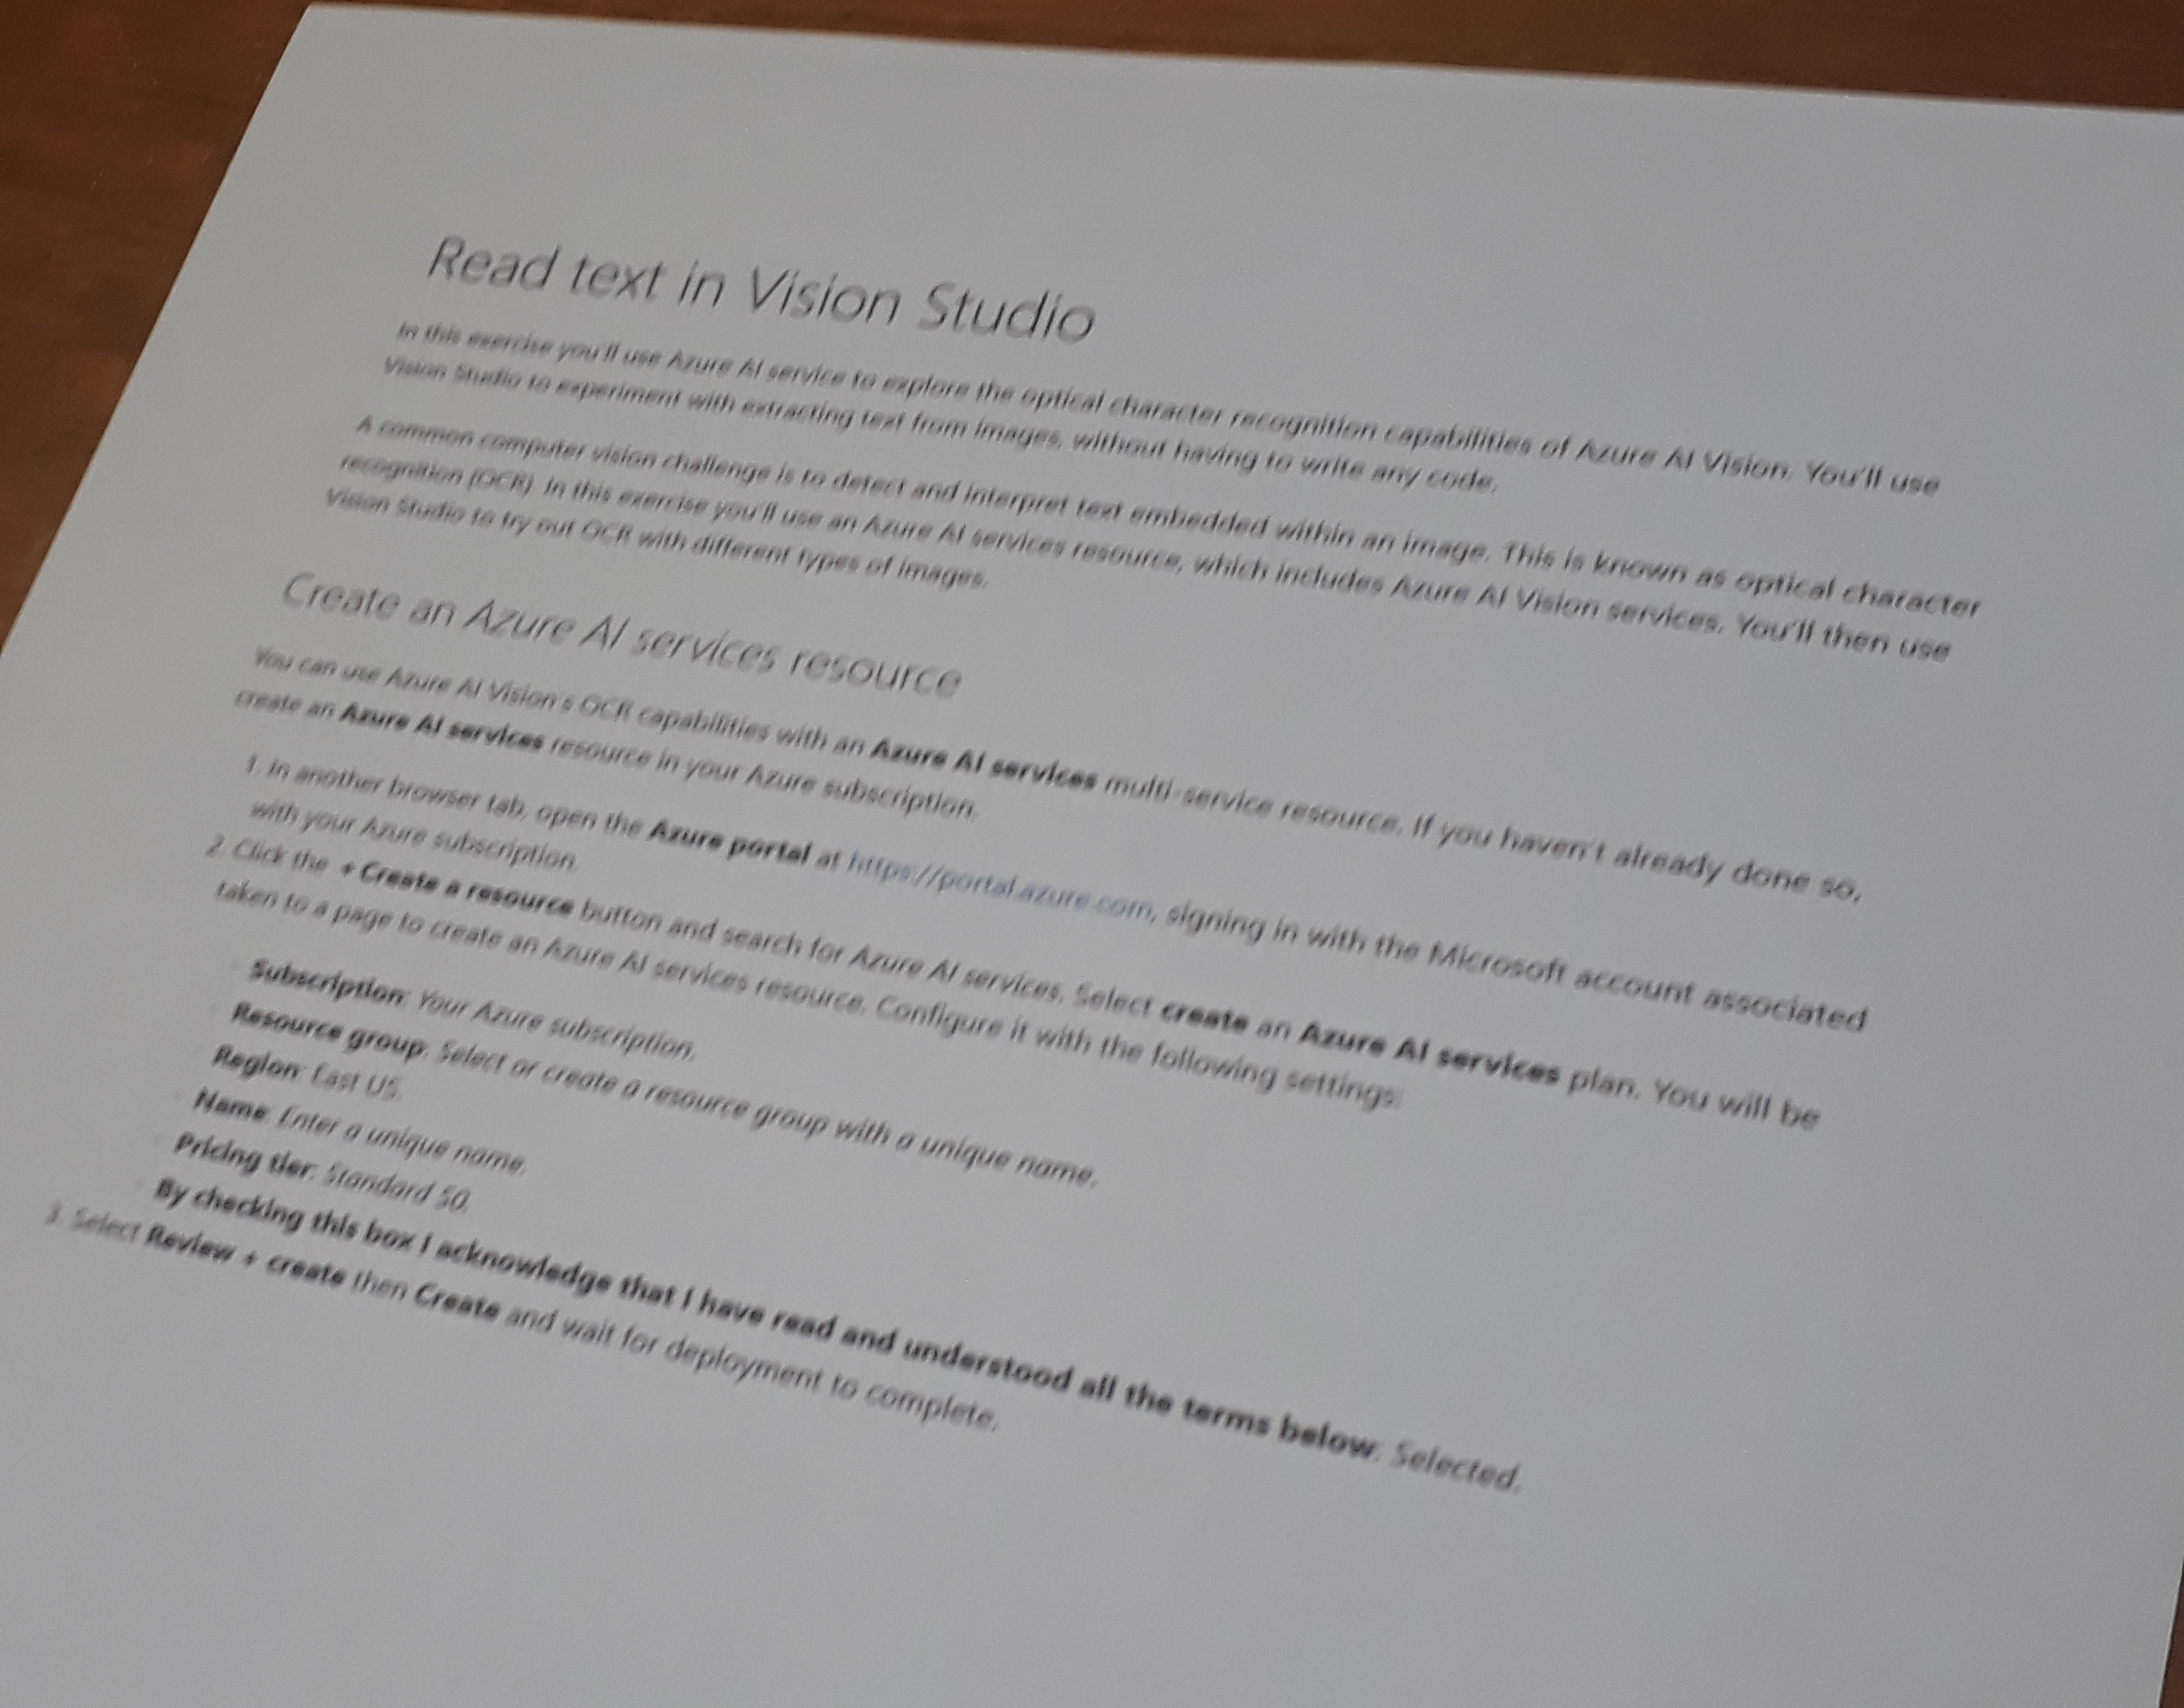 Read text in Vision Studio
In this exercise you'll use Azure AI service to explore the optical character recognition capabilities of Azure AI Vision. You'll use
Vision Studio to experiment with extracting text from images, without having to write any code.
A common computer vision challenge is to detect and interpret text embedded within an image. This is known as optical character
recognition (OCR). In this exercise you'll use an Azure AI services resource, which includes Azure AI Vision services. You'll then use
Vision Studio to try out OCR with different types of images.
Create an Azure AI services resource
You can use Azure AI Vision's OCR capabilities with an Azure AI services multi-service resource. If you haven't already done so,
create an Azure AI services resource in your Azure subscription.
1. In another browser tab, open the Azure portal at https://portal.azure.com, signing in with the Microsoft account associated
with your Azure subscription.
2. Click the +Create a resource button and search for Azure AI services. Select create an Azure AI services plan. You will be
taken to a page to create an Azure AI services resource. Configure it with the following settings:
Subscription: Your Azure subscription.
Resource group: Select or create a resource group with a unique name.
Region: East US.
Name: Enter a unique name.
Pricing tier: Standard S0.
By checking this box I acknowledge that I have read and understood all the terms below: Selected.
3. Select Review + create then Create and wait for deployment to complete.